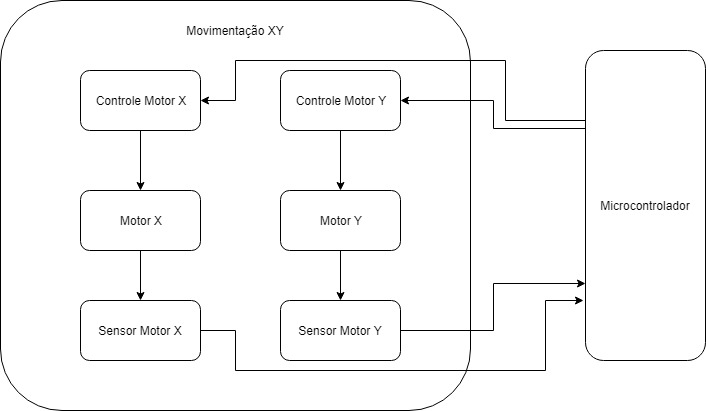 Movimentação XY
Controle Motor X
Controle Motor Y
Motor X
Motor Y
Microcontrolador
Sensor Motor X
Sensor Motor Y